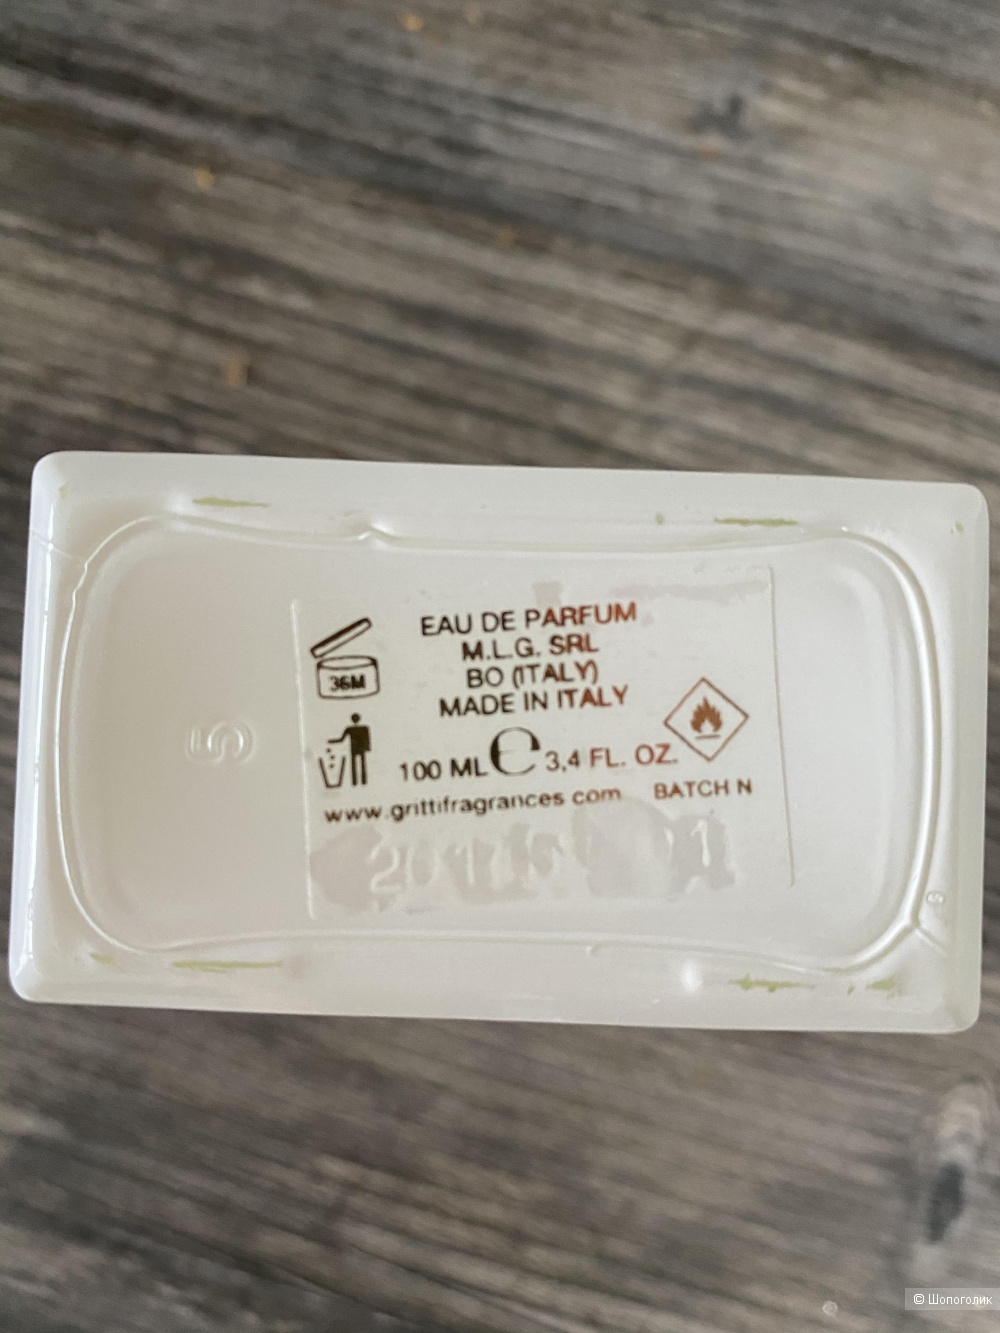 EAU DE PARFUM
M.L.G. SRL
BO (ITALY)
MADE IN ITALY
36M
100 ML ℮ 3,4 FL. OZ.
www.grittifragrances.com BATCH N
5
© Шопоголик